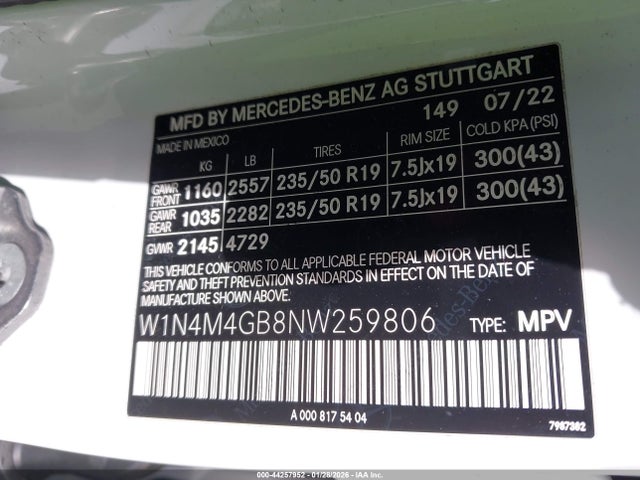 MFD BY MERCEDES-BENZ AG STUTTGART
149 07/22
MADE IN MEXICO
KG LB TIRES RIM SIZE COLD KPA(PSI)
GAWR FRONT 1160 2557 235/50 R19 7.5Jx19 300(43)
GAWR REAR 1035 2282 235/50 R19 7.5Jx19 300(43)
GVWR 2145 4729
THIS VEHICLE CONFORMS TO ALL APPLICABLE FEDERAL MOTOR VEHICLE
SAFETY AND THEFT PREVENTION STANDARDS IN EFFECT ON THE DATE OF
MANUFACTURE SHOWN ABOVE.
W1N4M4GB8NW259806 TYPE: MPV
A 000 817 54 04
7987302
000-44257952 - 01/28/2026 - IAA Inc.